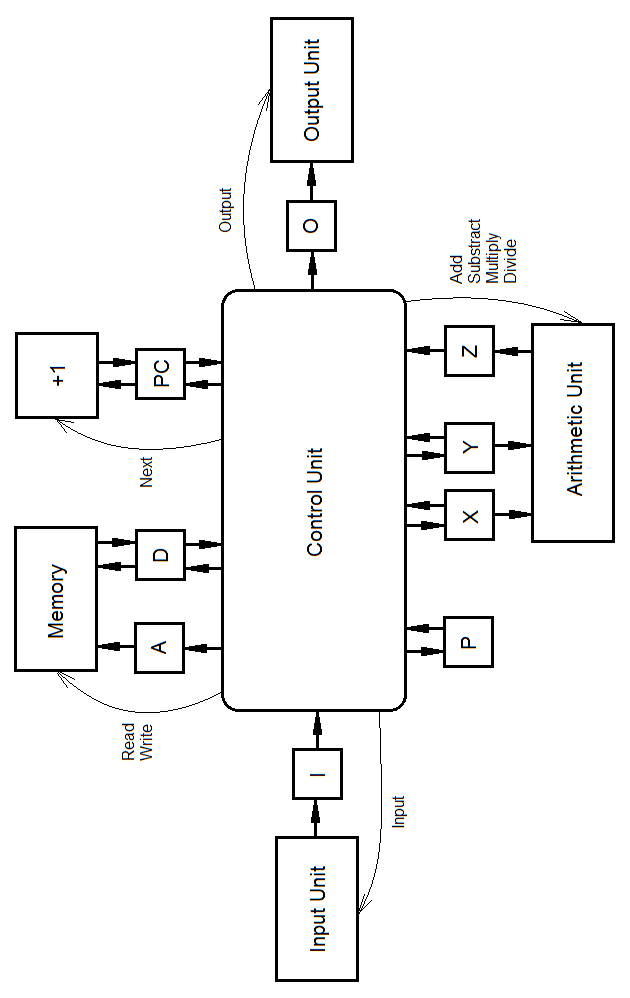 Read
Write
Next
Memory
+1
A
D
PC
Output
Input Unit
I
Control Unit
O
Output Unit
Input
P
X
Y
Z
Add
Substract
Multiply
Divide
Arithmetic Unit